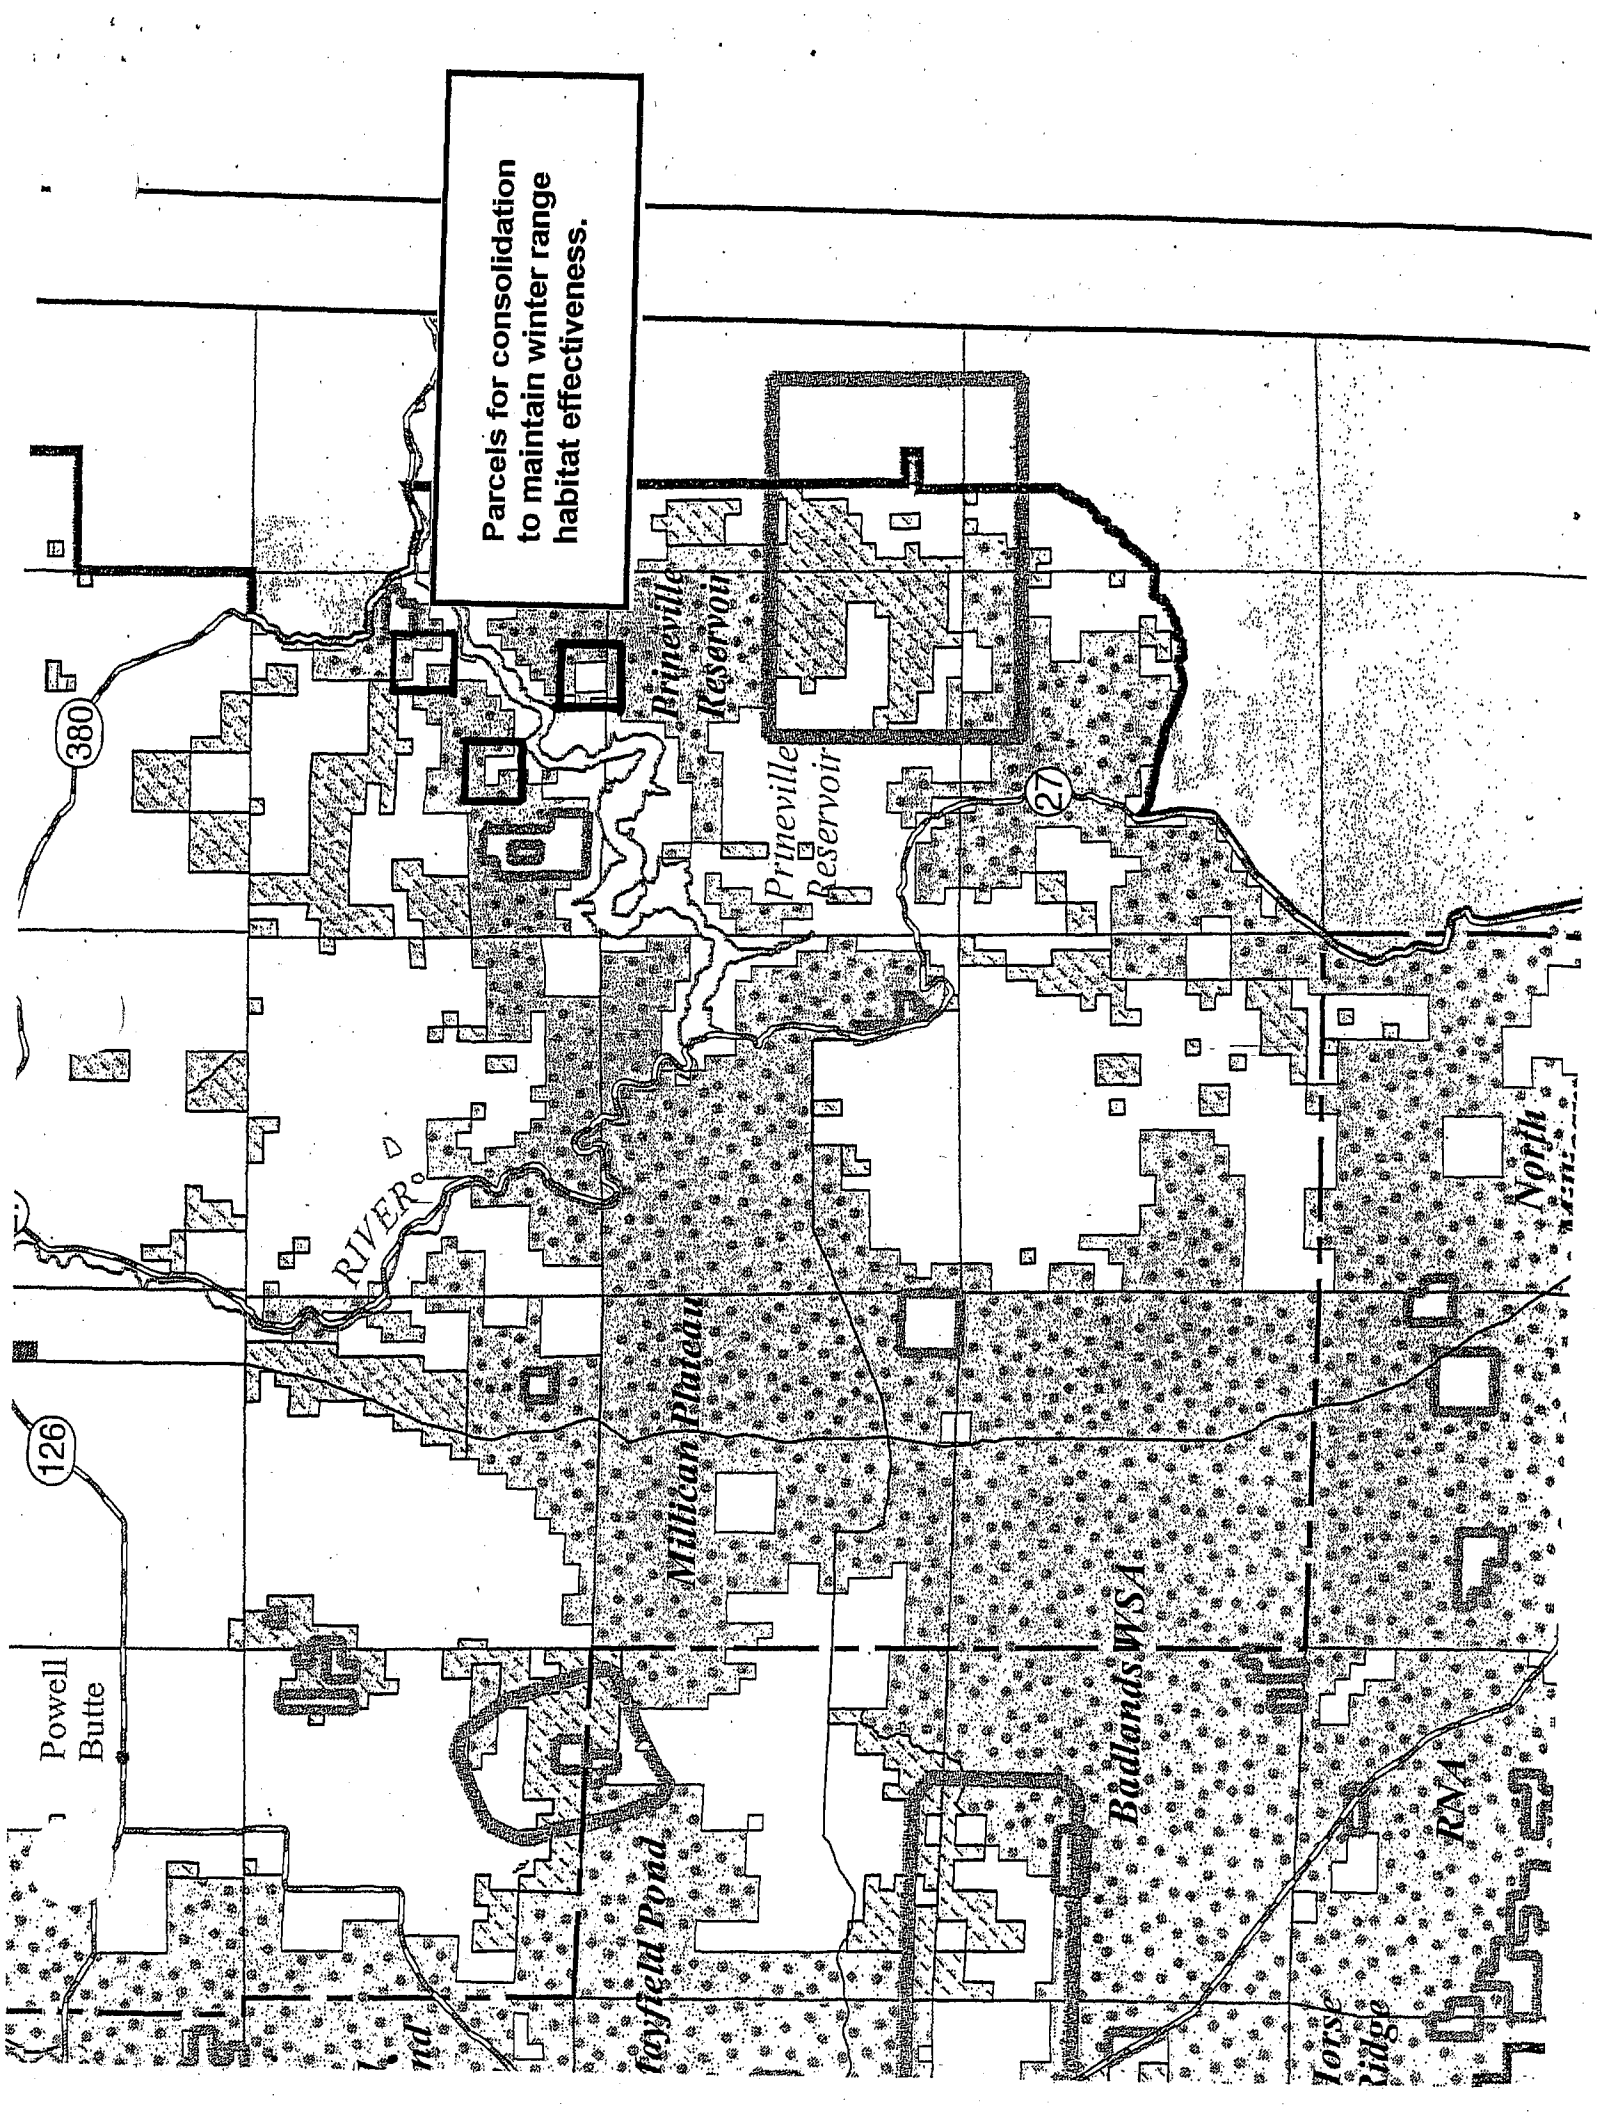 Parcels for consolidation
to maintain winter range
habitat effectiveness.
380
Prineville
Reservoir
Prineville
Reservoir
27
RIVER
126
Millican Plateau
North
Powell
Butte
Badlands WSA
RNA
Mayfield Pond
nd
Horse
Ridge